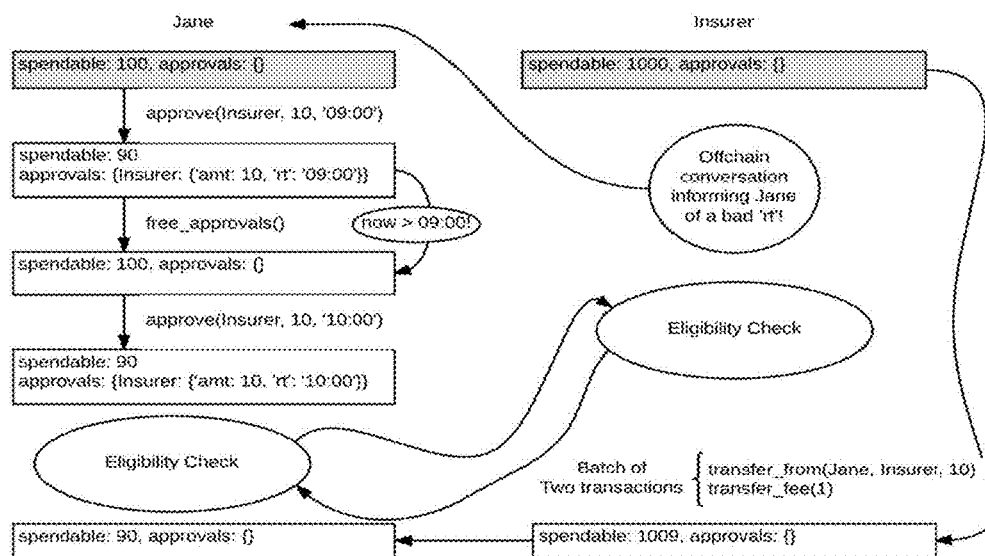 Jane
Insurer
spendable: 100, approvals: {}
spendable: 1000, approvals: {}
approve(Insurer, 10, '09:00')
spendable: 90
approvals: {Insurer: {'amt: 10, 'rt': '09:00'}}
Offchain
conversation
informing Jane
of a bad 'rt'!
free_approvals()
now > 09:00!
spendable: 100, approvals: {}
approve(Insurer, 10, '10:00')
Eligibility Check
spendable: 90
approvals: {Insurer: {'amt: 10, 'rt': '10:00'}}
Eligibility Check
Batch of
Two transactions
transfer_from(Jane, Insurer, 10)
transfer_fee(1)
spendable: 90, approvals: {}
spendable: 1009, approvals: {}